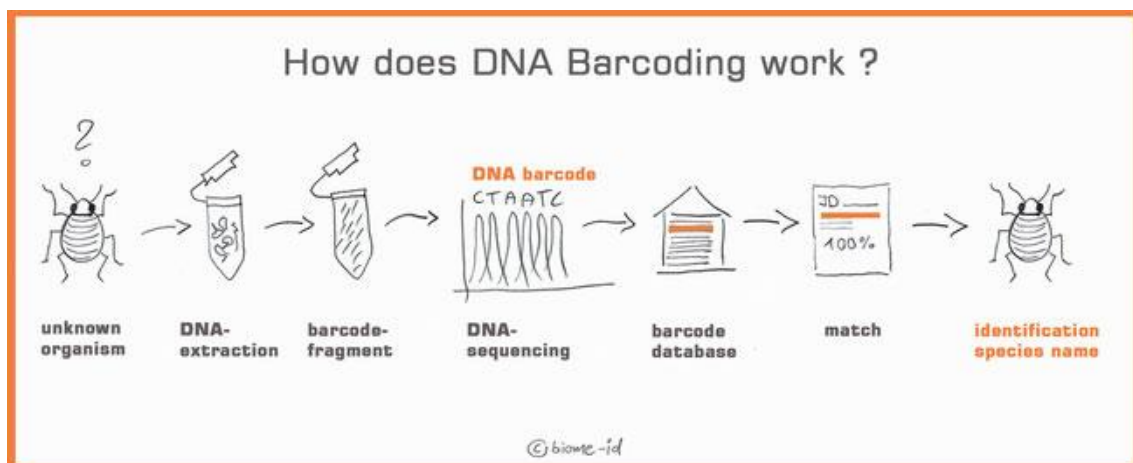 How does DNA Barcoding work ?
?
DNA barcode
CTAATC
ID
100%
unknown
organism
DNA-
extraction
barcode-
fragment
DNA-
sequencing
barcode
database
match
identification
species name
© biome-id